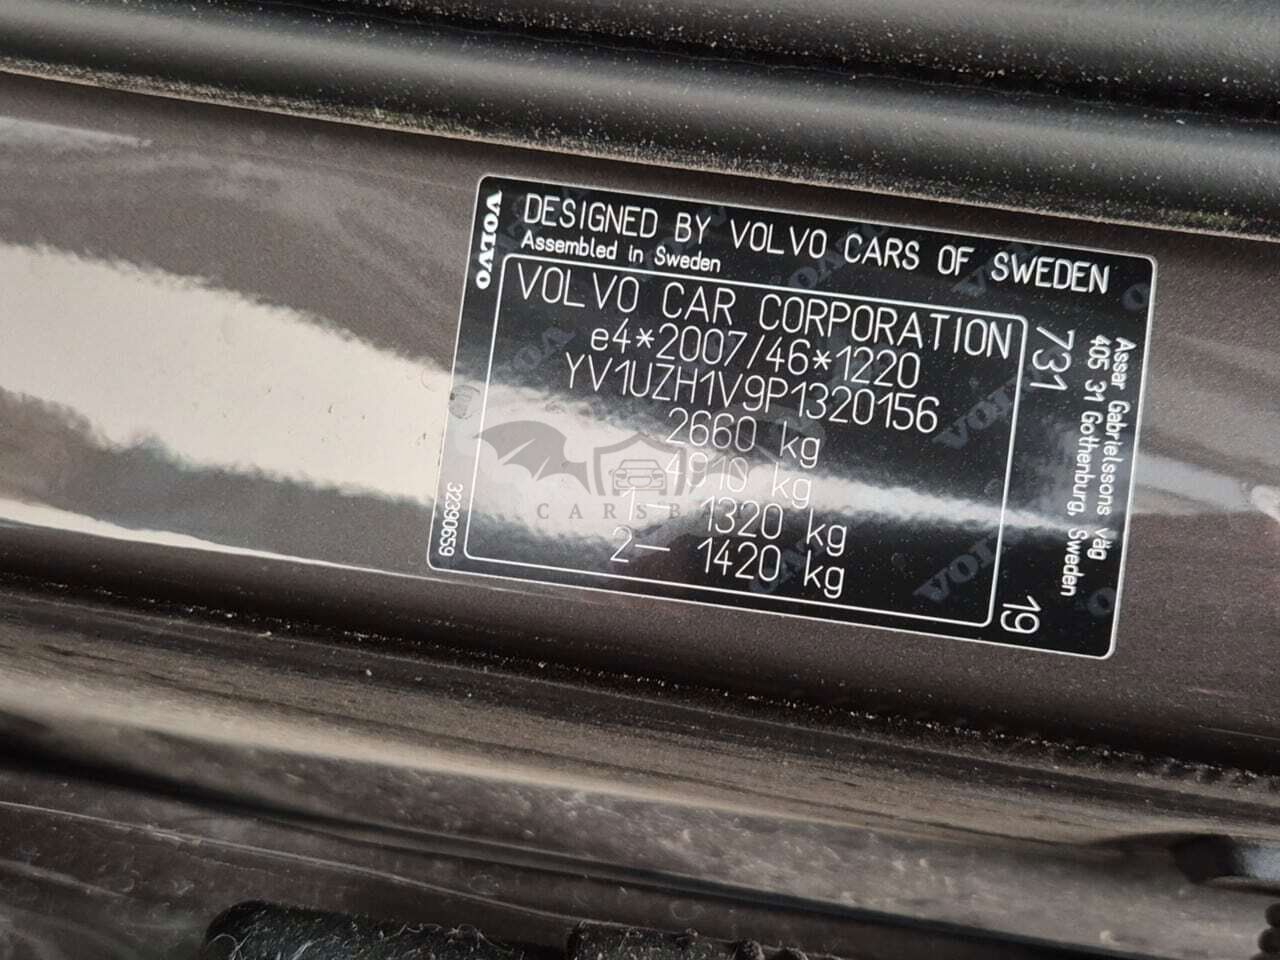 VOLVO
DESIGNED BY VOLVO CARS OF SWEDEN
Assembled in Sweden
VOLVO CAR CORPORATION
e4*2007/46*1220
YV1UZH1V9P1320156
2660 kg
4910 kg
1— 1320 kg
2— 1420 kg
731
19
Assar Gabrielssons väg
405 31 Gothenburg, Sweden
32390659